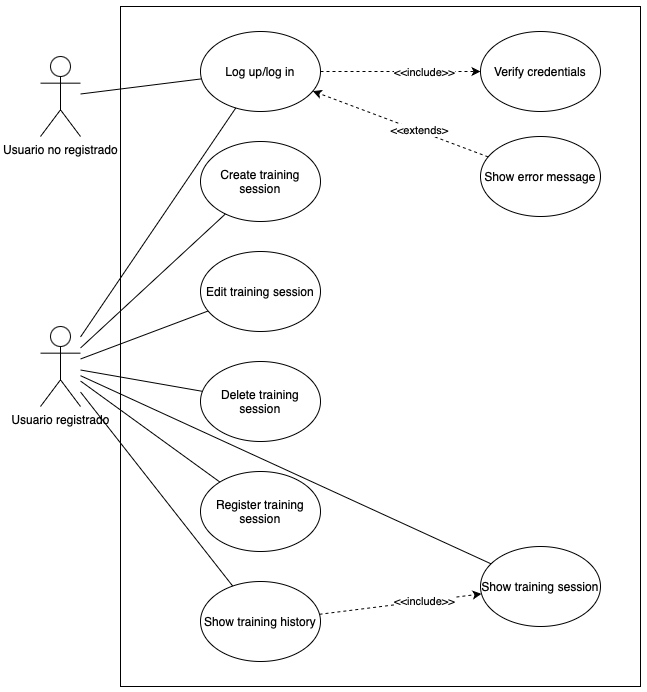 Log up/log in
<<include>>
Verify credentials
Usuario no registrado
<<extends>>
Show error message
Create training
session
Edit training session
Usuario registrado
Delete training
session
Register training
session
Show training session
<<include>>
Show training history